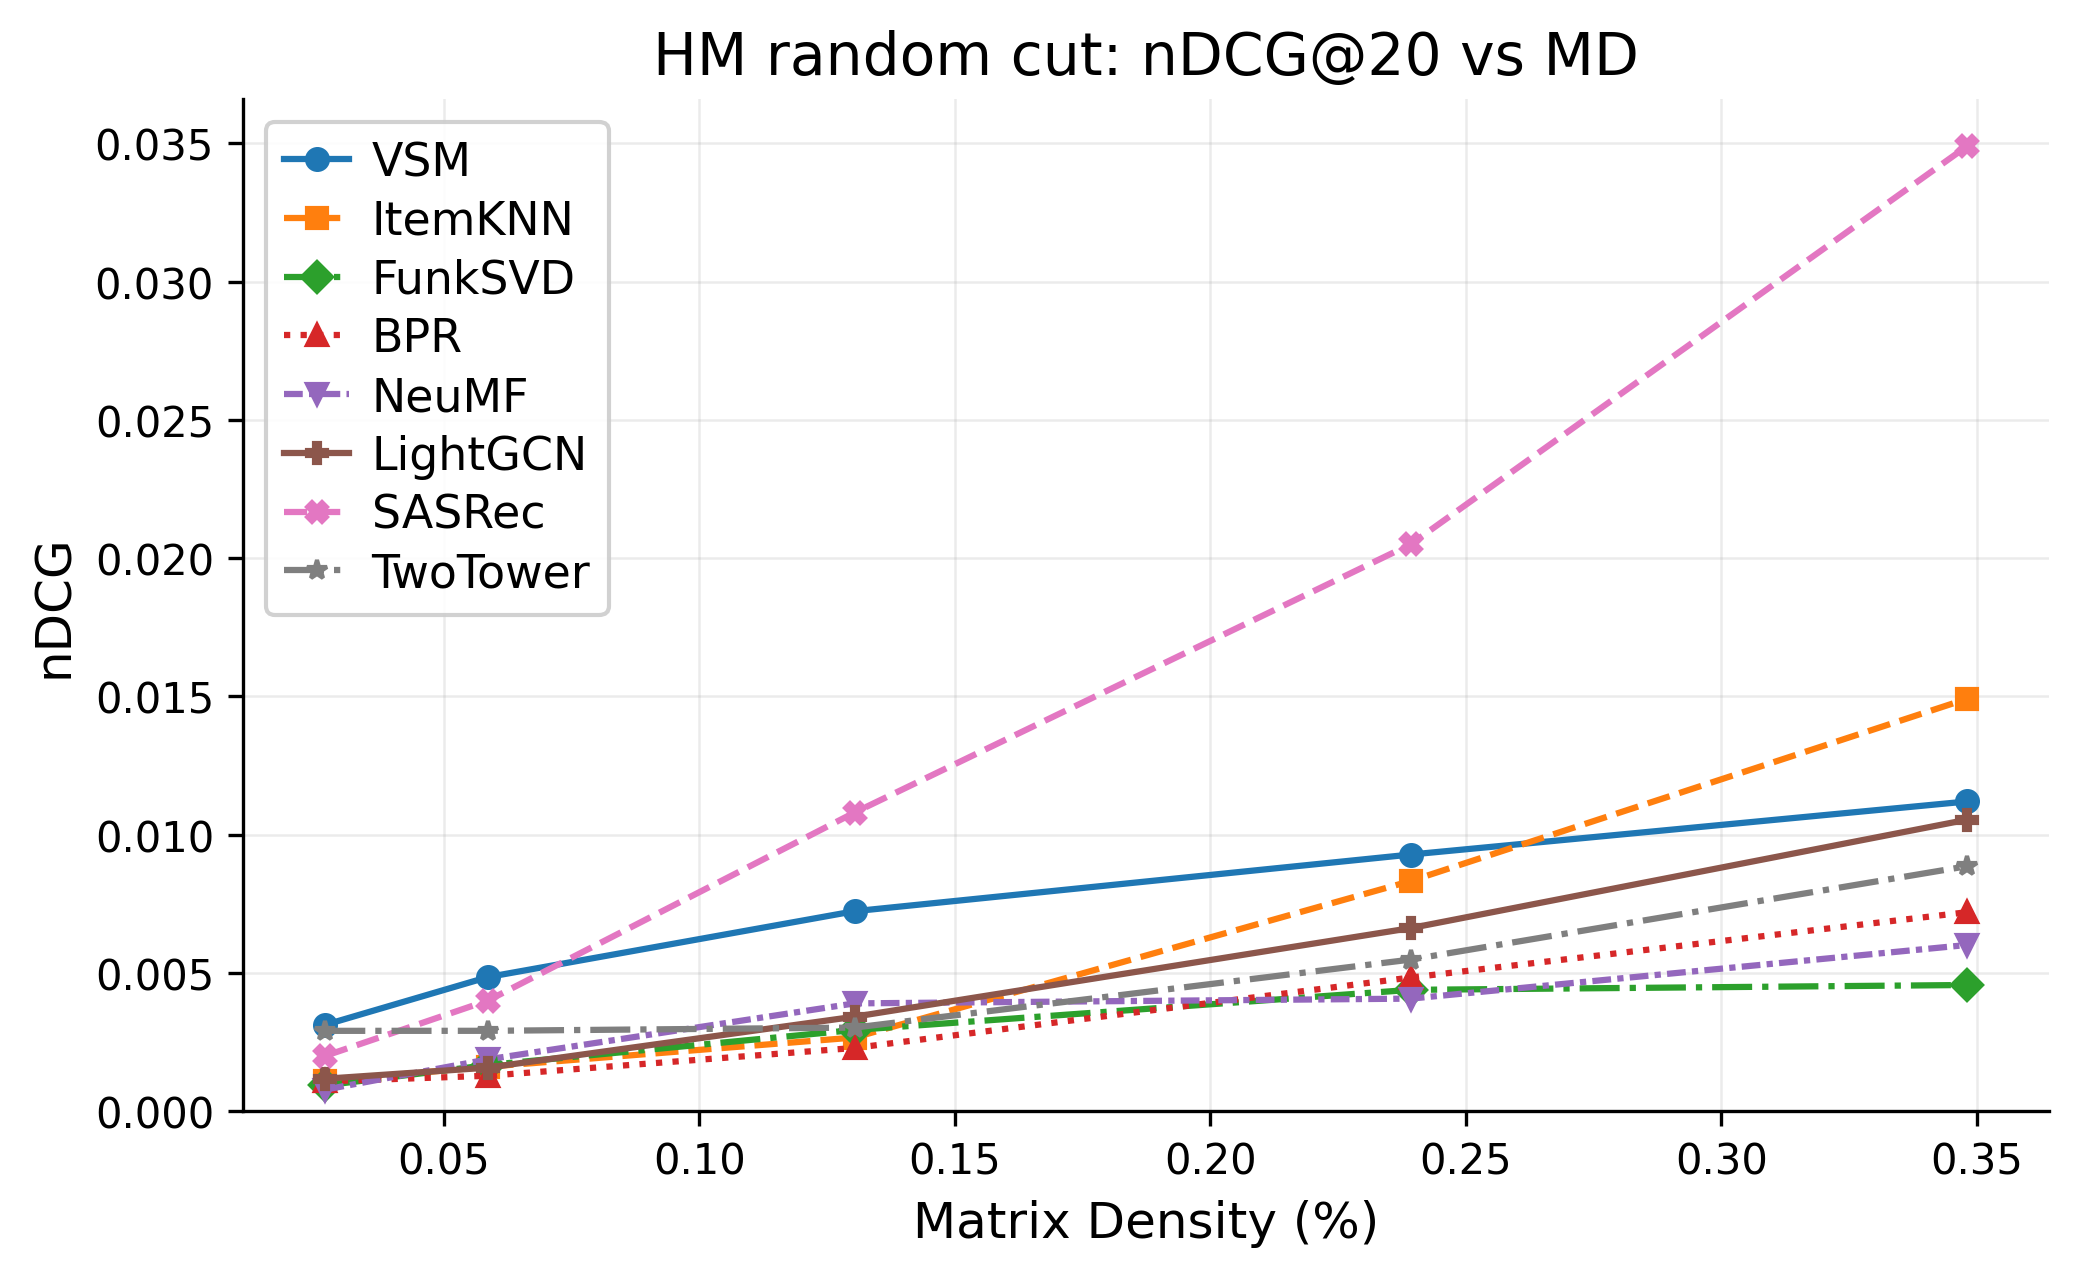 HM random cut: nDCG@20 vs MD
VSM
ItemKNN
FunkSVD
BPR
NeuMF
LightGCN
SASRec
TwoTower
nDCG
0.035
0.030
0.025
0.020
0.015
0.010
0.005
0.000
0.05 0.10 0.15 0.20 0.25 0.30 0.35
Matrix Density (%)